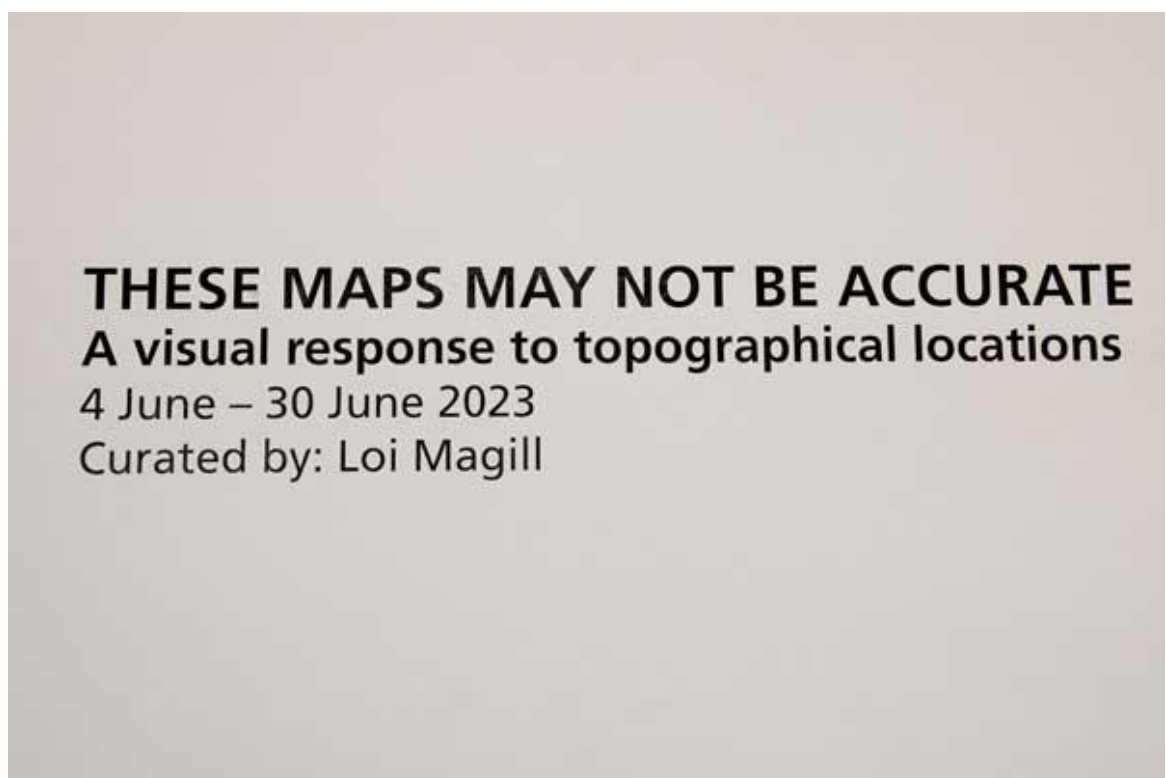 THESE MAPS MAY NOT BE ACCURATE
A visual response to topographical locations
4 June – 30 June 2023
Curated by: Loi Magill